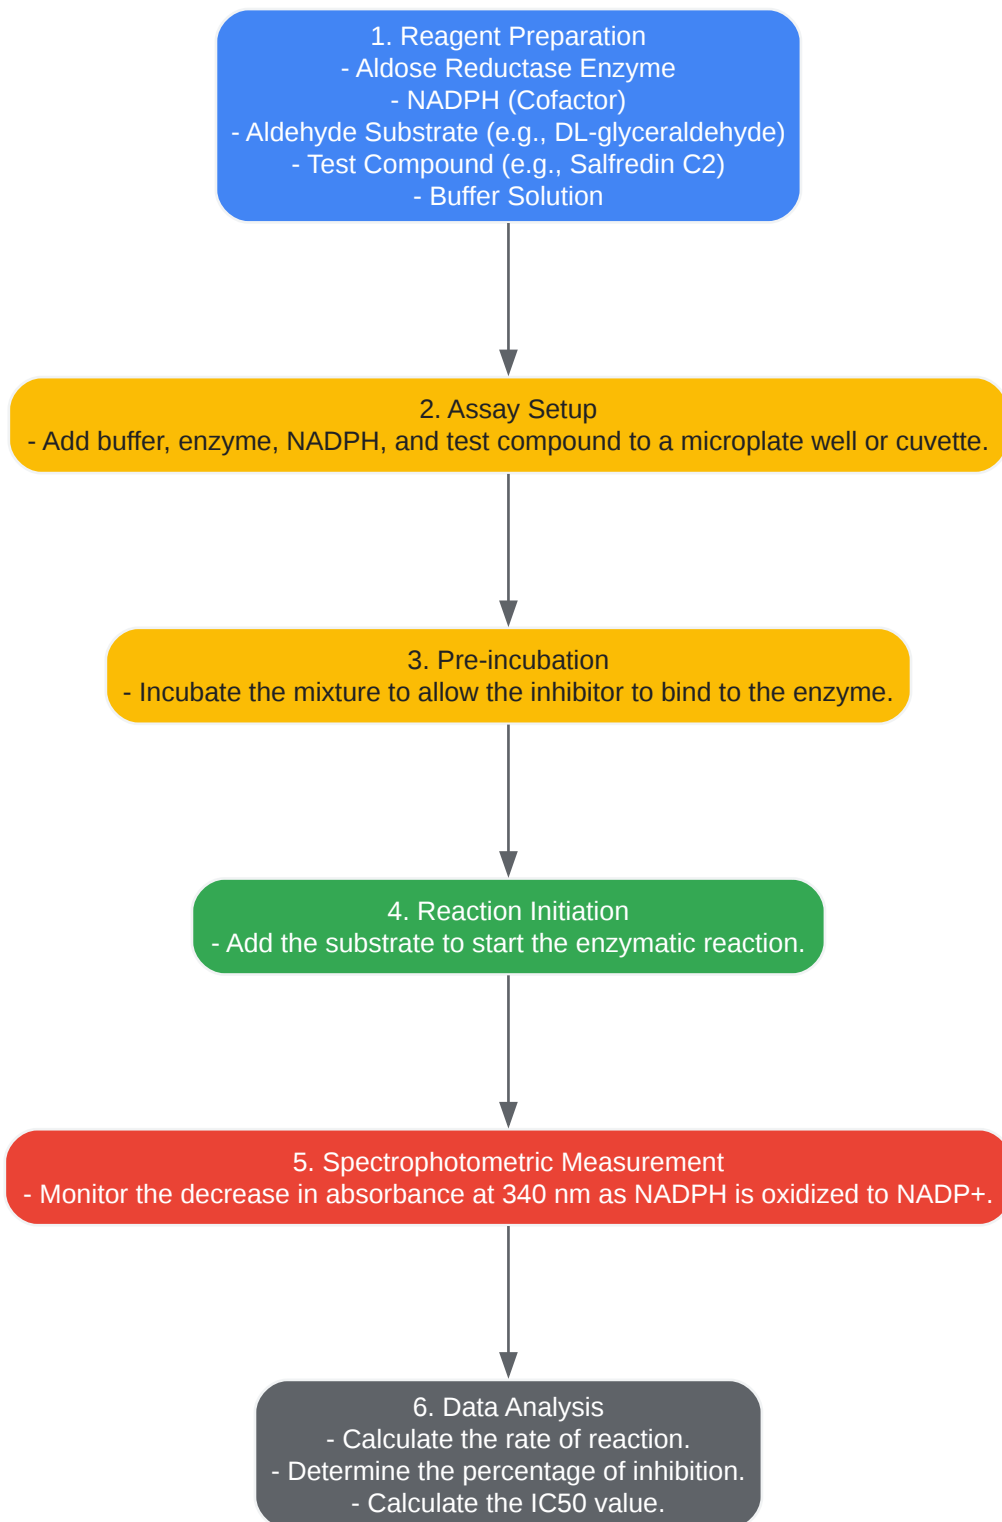 1. Reagent Preparation
- Aldose Reductase Enzyme
- NADPH (Cofactor)
- Aldehyde Substrate (e.g., DL-glyceraldehyde)
- Test Compound (e.g., Salfredin C2)
- Buffer Solution
2. Assay Setup
- Add buffer, enzyme, NADPH, and test compound to a microplate well or cuvette.
3. Pre-incubation
- Incubate the mixture to allow the inhibitor to bind to the enzyme.
4. Reaction Initiation
- Add the substrate to start the enzymatic reaction.
5. Spectrophotometric Measurement
- Monitor the decrease in absorbance at 340 nm as NADPH is oxidized to NADP+.
6. Data Analysis
- Calculate the rate of reaction.
- Determine the percentage of inhibition.
- Calculate the IC50 value.